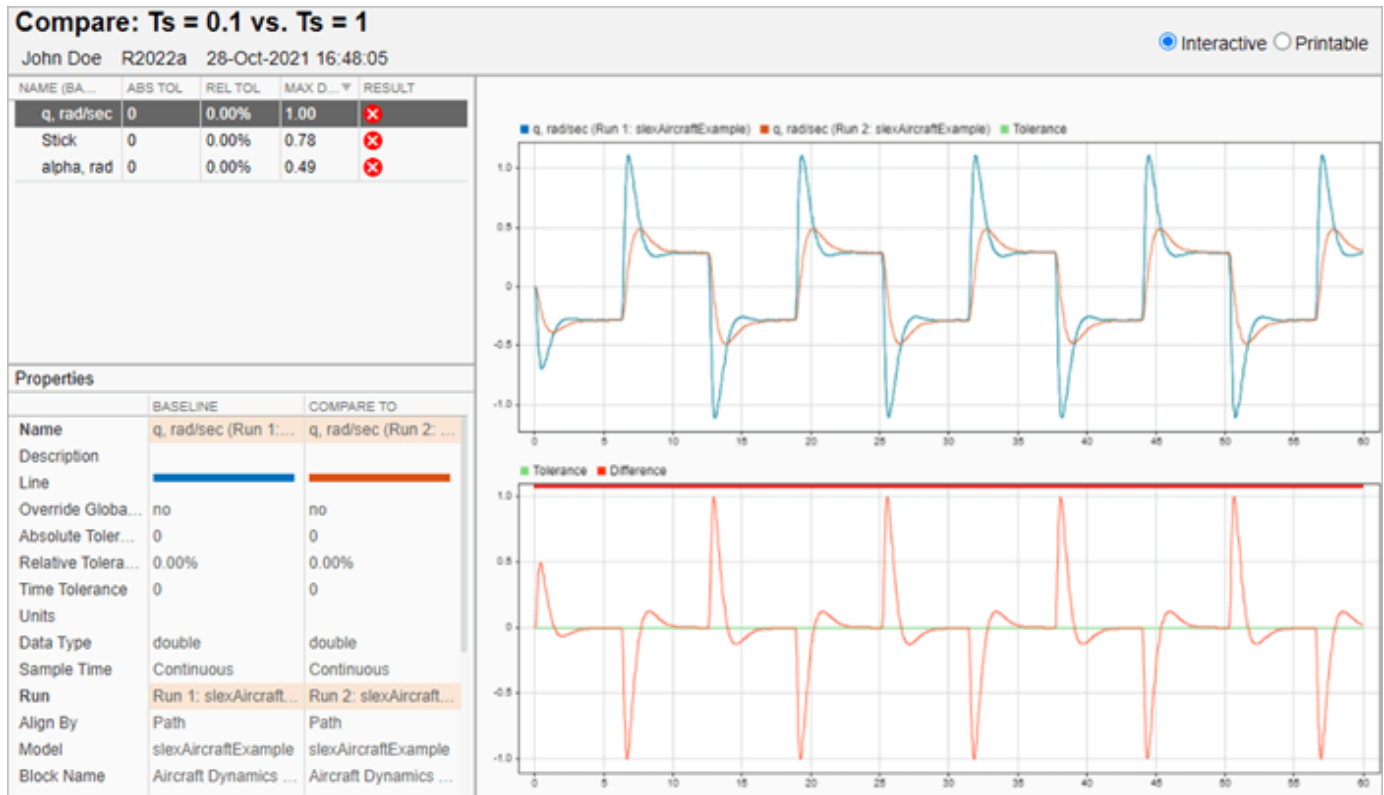 Compare: Ts = 0.1 vs. Ts = 1
John Doe R2022a 28-Oct-2021 16:48:05
Interactive Printable
NAME (BA... ABS TOL REL TOL MAX D... RESULT
q, rad/sec 0 0.00% 1.00
Stick 0 0.00% 0.78
alpha, rad 0 0.00% 0.49
Properties
BASELINE COMPARE TO
Name q, rad/sec (Run 1:... q, rad/sec (Run 2: ...
Description
Line
Override Globa... no no
Absolute Toler... 0 0
Relative Tolera... 0.00% 0.00%
Time Tolerance 0 0
Units
Data Type double double
Sample Time Continuous Continuous
Run Run 1: slexAircraft... Run 2: slexAircraft...
Align By Path Path
Model slexAircraftExample slexAircraftExample
Block Name Aircraft Dynamics ... Aircraft Dynamics ...
q, rad/sec (Run 1: slexAircraftExample) q, rad/sec (Run 2: slexAircraftExample) Tolerance
1.0
0.5
0
-0.5
-1.0
0 5 10 15 20 25 30 35 40 45 50 55 60
Tolerance Difference
1.0
0.5
0
-0.5
-1.0
0 5 10 15 20 25 30 35 40 45 50 55 60